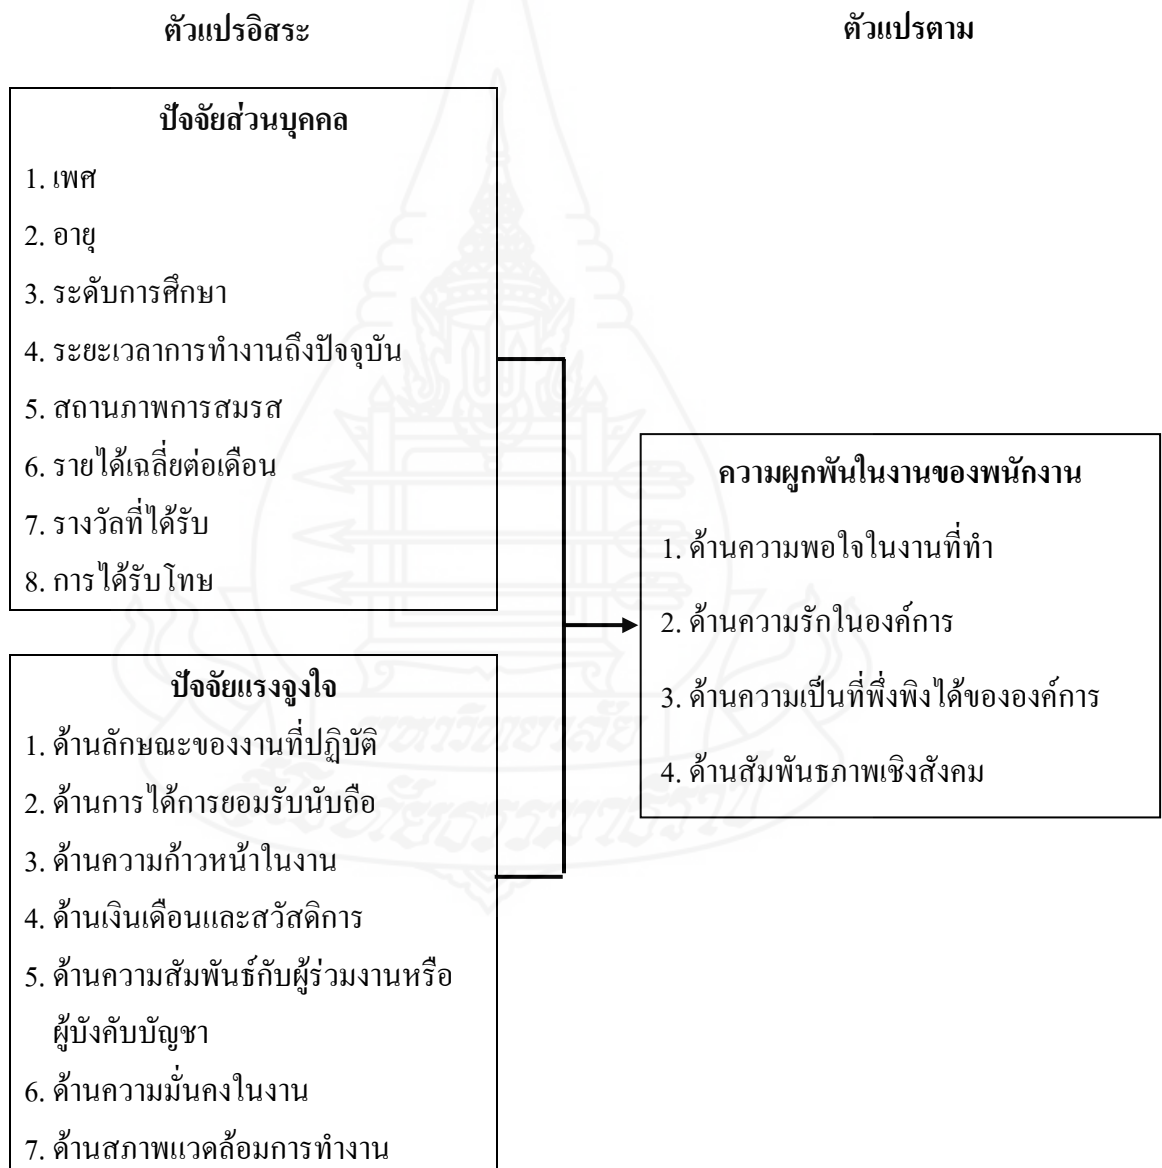 ตัวแปรอิสระ
ตัวแปรตาม
ปัจจัยส่วนบุคคล
1. เพศ
2. อายุ
3. ระดับการศึกษา
4. ระยะเวลาการทำงานถึงปัจจุบัน
5. สถานภาพการสมรส
6. รายได้เฉลี่ยต่อเดือน
7. รางวัลที่ได้รับ
8. การได้รับโทษ
ปัจจัยแรงจูงใจ
1. ด้านลักษณะของงานที่ปฏิบัติ
2. ด้านการได้การยอมรับนับถือ
3. ด้านความก้าวหน้าในงาน
4. ด้านเงินเดือนและสวัสดิการ
5. ด้านความสัมพันธ์กับผู้ร่วมงานหรือ
ผู้บังคับบัญชา
6. ด้านความมั่นคงในงาน
7. ด้านสภาพแวดล้อมการทำงาน
ความผูกพันในงานของพนักงาน
1. ด้านความพอใจในงานที่ทำ
2. ด้านความรักในองค์การ
3. ด้านความเป็นที่พึ่งพิงได้ขององค์การ
4. ด้านสัมพันธภาพเชิงสังคม